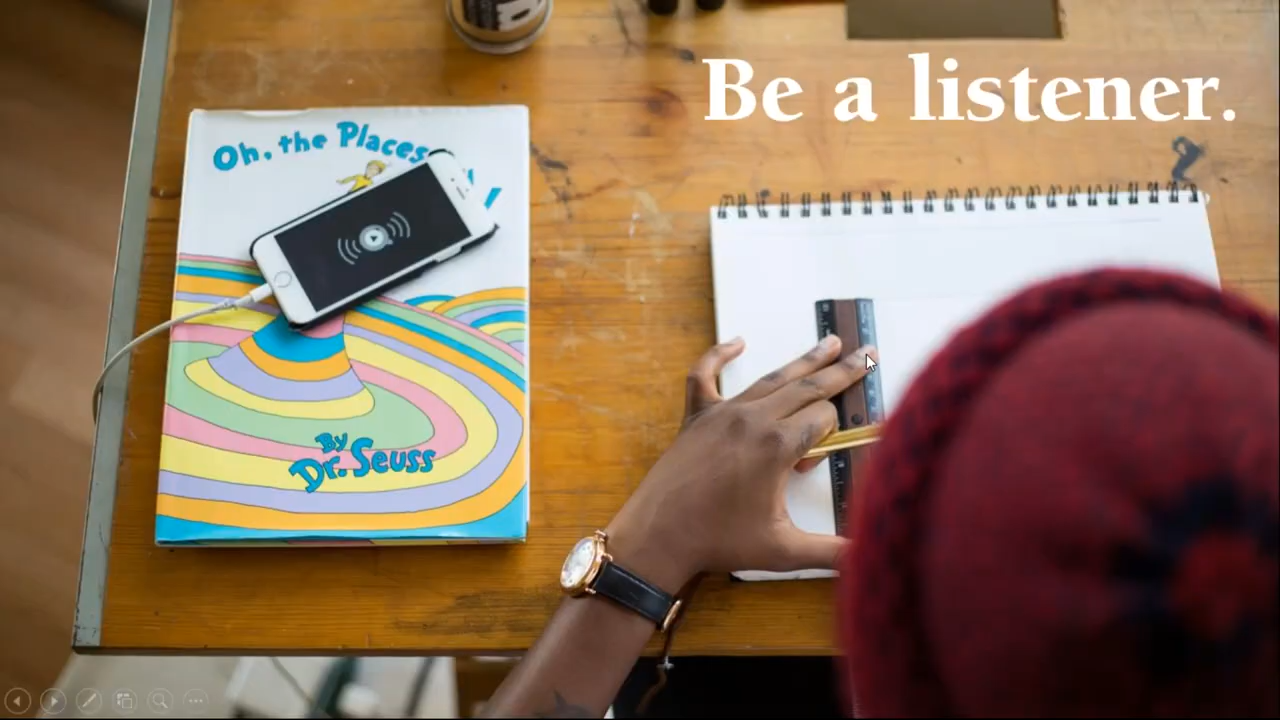 Be a listener.
Oh, the Places
By
Dr. Seuss